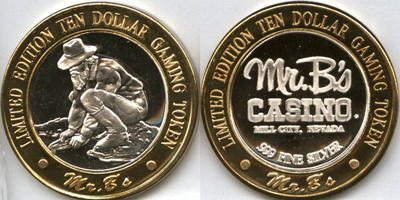 LIMITED EDITION TEN DOLLAR GAMING TOKEN
Mr. B's
LIMITED EDITION TEN DOLLAR GAMING TOKEN
Mr. B's
CASINO
MILL CITY, NEVADA
.999 FINE SILVER
Mr. B's